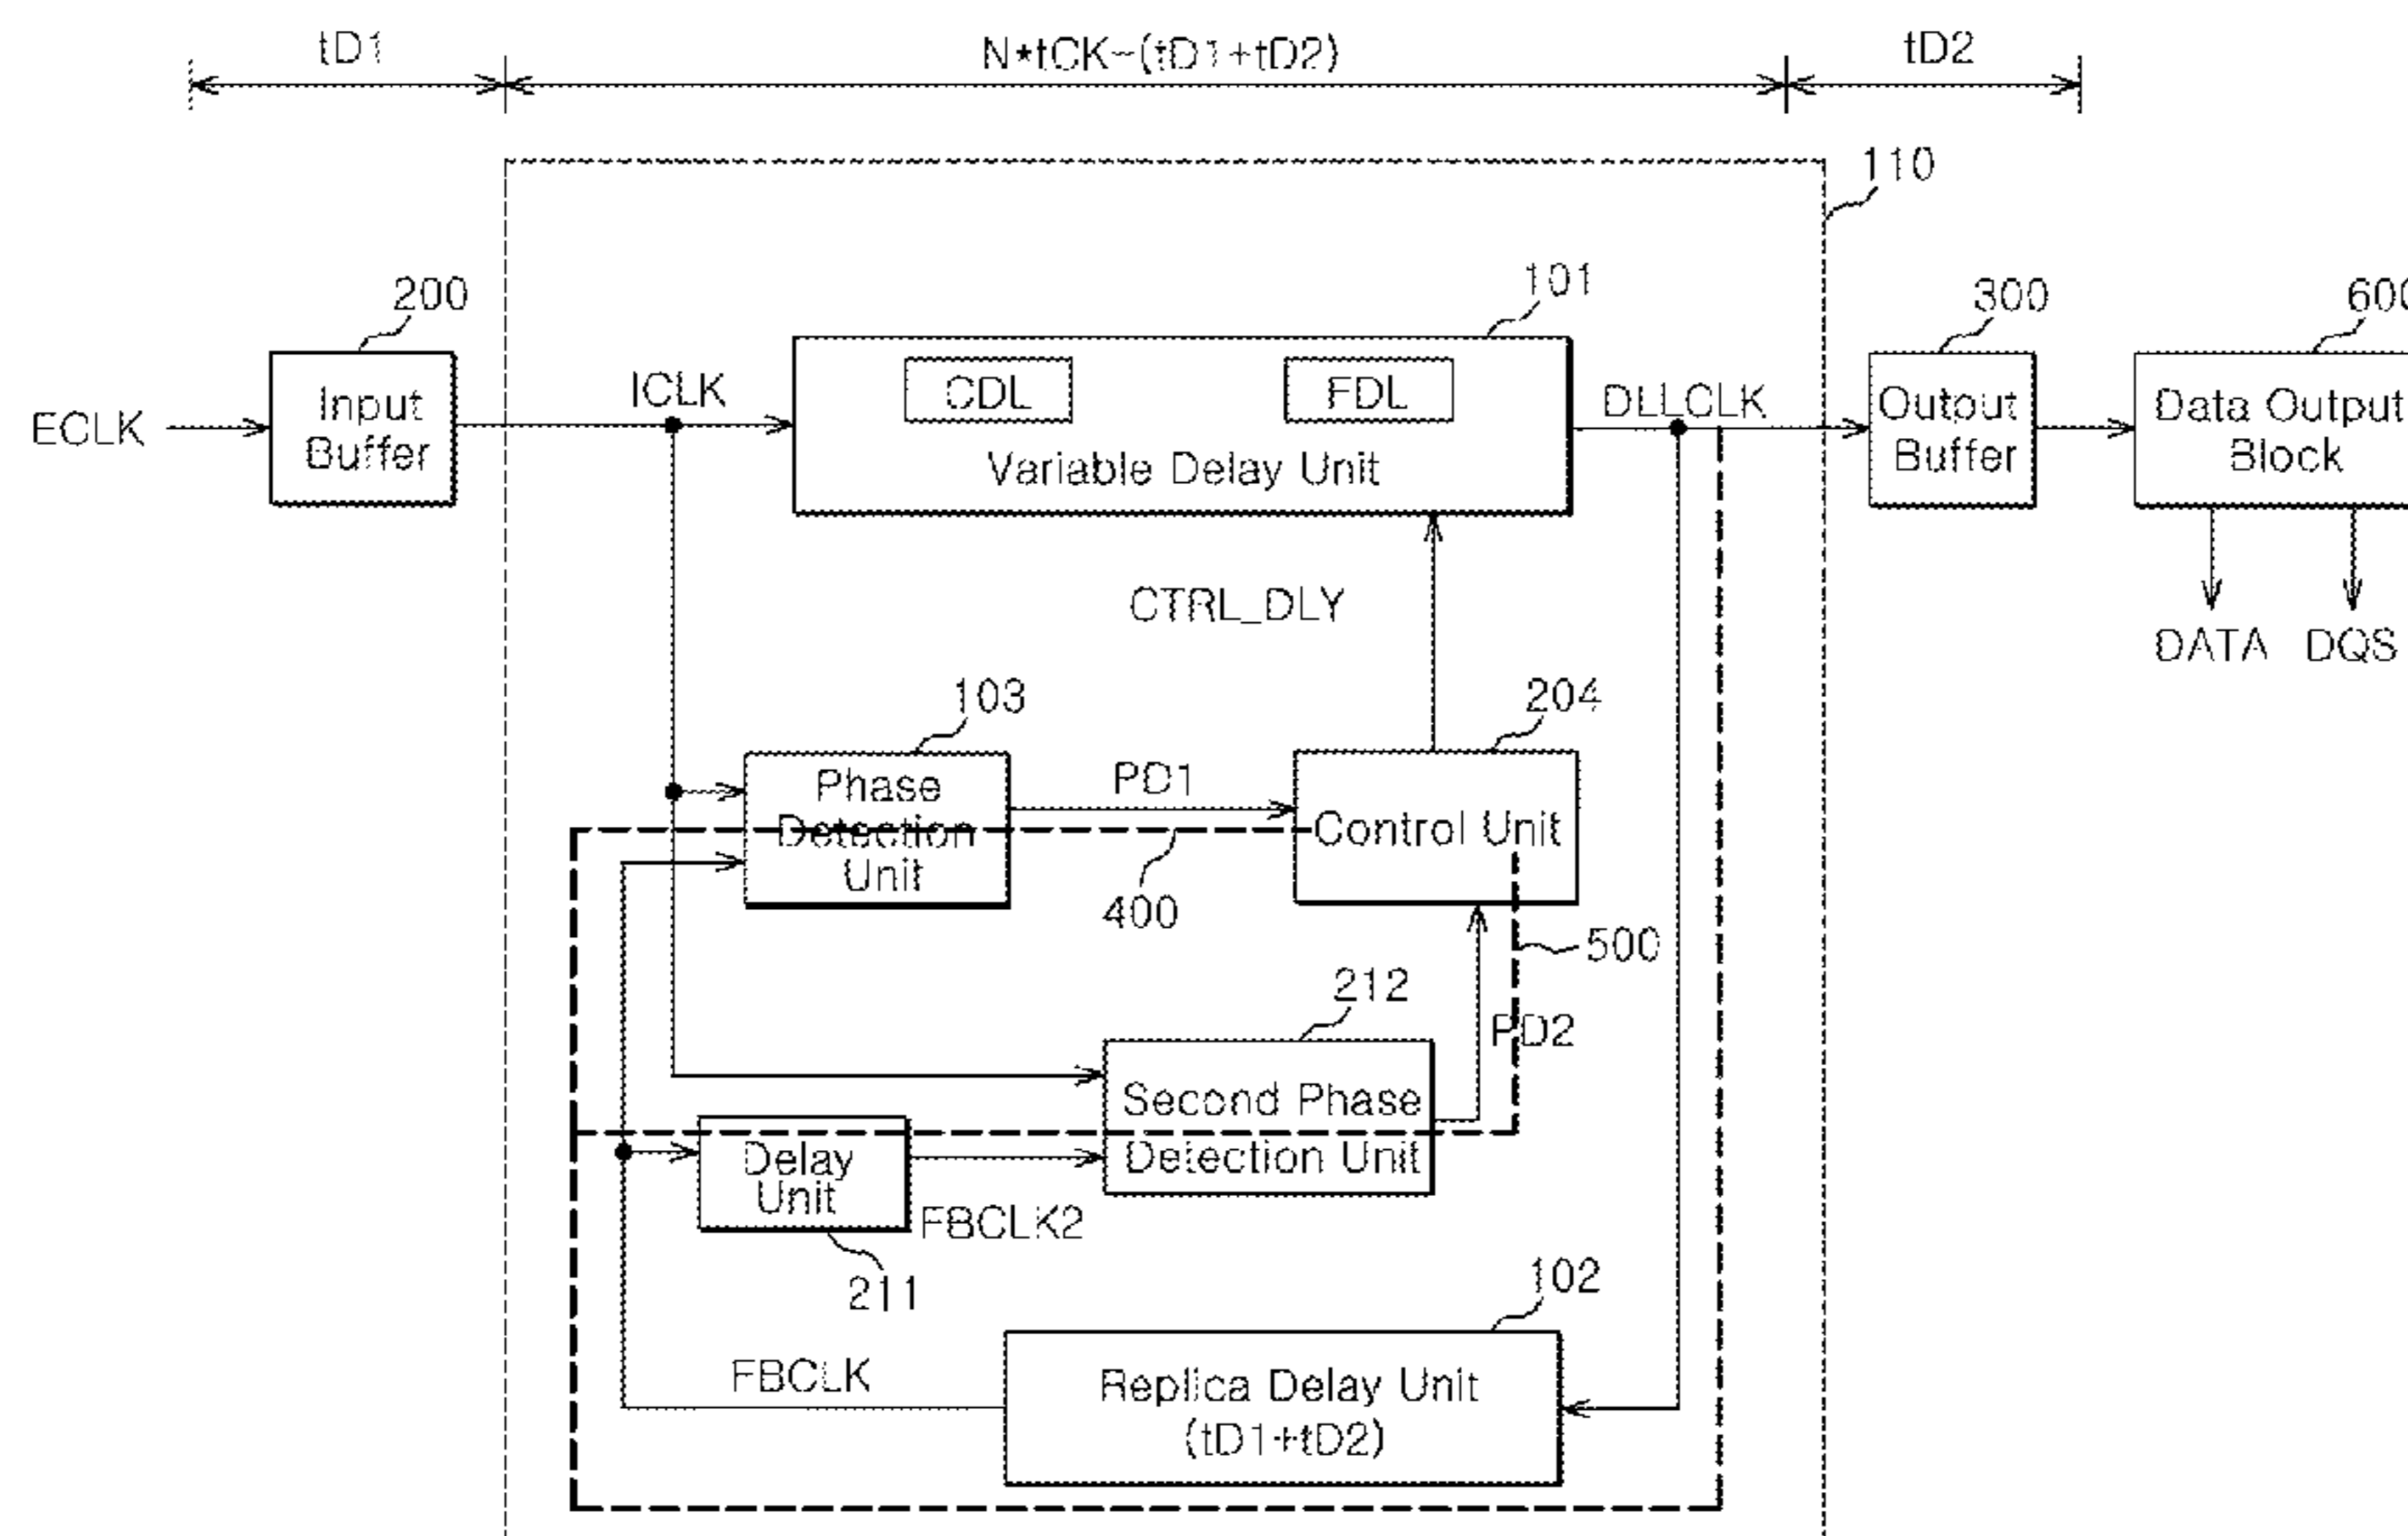 tD1
N*tCK-(tD1+tD2)
tD2
110
200
101
300
600
ECLK
Input
Buffer
ICLK
CDL
FDL
Variable Delay Unit
DLLCLK
Output
Buffer
Data Output
Block
CTRL_DLY
DATA
DQS
103
204
Phase
Detection
Unit
PD1
Control Unit
400
500
212
PD2
Second Phase
Detection Unit
Delay
Unit
FBCLK2
211
102
FBCLK
Replica Delay Unit
(tD1+tD2)